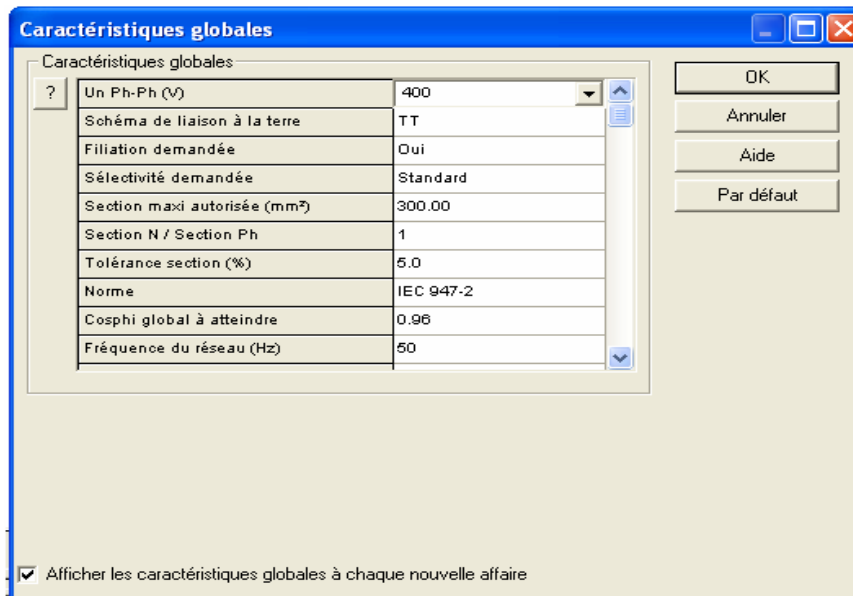 Caractéristiques globales
Caractéristiques globales
?
Un Ph-Ph (V) 400
Schéma de liaison à la terre TT
Filiation demandée Oui
Sélectivité demandée Standard
Section maxi autorisée (mm²) 300.00
Section N / Section Ph 1
Tolérance section (%) 5.0
Norme IEC 947-2
Cosphi global à atteindre 0.96
Fréquence du réseau (Hz) 50
OK
Annuler
Aide
Par défaut
Afficher les caractéristiques globales à chaque nouvelle affaire